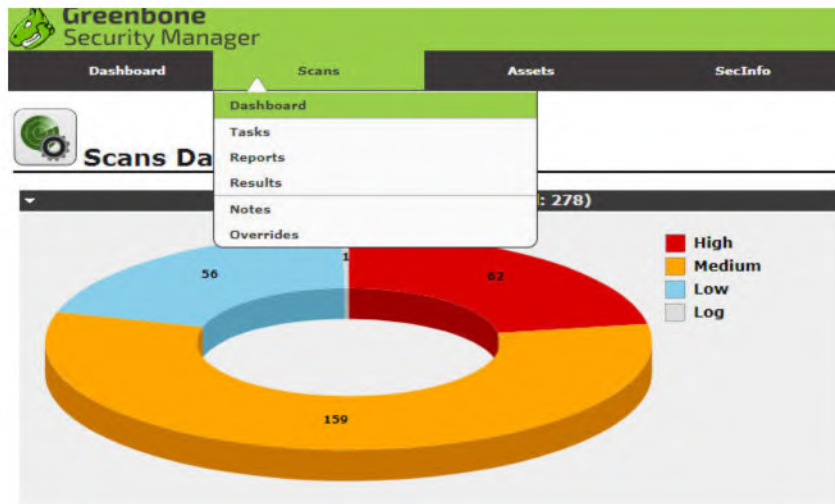 Greenbone
Security Manager
Dashboard Scans Assets SecInfo
Dashboard
Tasks
Reports
Results
Notes
Overrides
Scans Da
: 278)
High
Medium
Low
Log
56
1
62
159